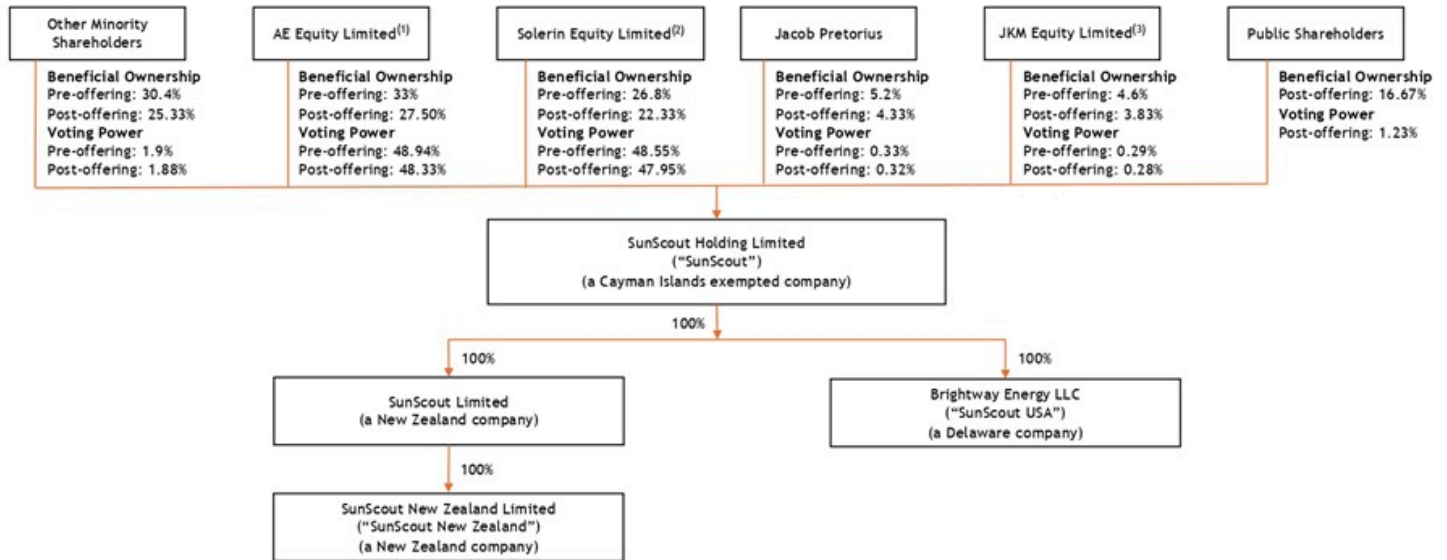 Other Minority
Shareholders
Beneficial Ownership
Pre-offering: 30.4%
Post-offering: 25.33%
Voting Power
Pre-offering: 1.9%
Post-offering: 1.88%
AE Equity Limited(1)
Beneficial Ownership
Pre-offering: 33%
Post-offering: 27.50%
Voting Power
Pre-offering: 48.94%
Post-offering: 48.33%
Solerin Equity Limited(2)
Beneficial Ownership
Pre-offering: 26.8%
Post-offering: 22.33%
Voting Power
Pre-offering: 48.55%
Post-offering: 47.95%
Jacob Pretorius
Beneficial Ownership
Pre-offering: 5.2%
Post-offering: 4.33%
Voting Power
Pre-offering: 0.33%
Post-offering: 0.32%
JKM Equity Limited(3)
Beneficial Ownership
Pre-offering: 4.6%
Post-offering: 3.83%
Voting Power
Pre-offering: 0.29%
Post-offering: 0.28%
Public Shareholders
Beneficial Ownership
Post-offering: 16.67%
Voting Power
Post-offering: 1.23%
SunScout Holding Limited
(“SunScout”)
(a Cayman Islands exempted company)
100%
100%
100%
SunScout Limited
(a New Zealand company)
Brightway Energy LLC
(“SunScout USA”)
(a Delaware company)
100%
SunScout New Zealand Limited
(“SunScout New Zealand”)
(a New Zealand company)